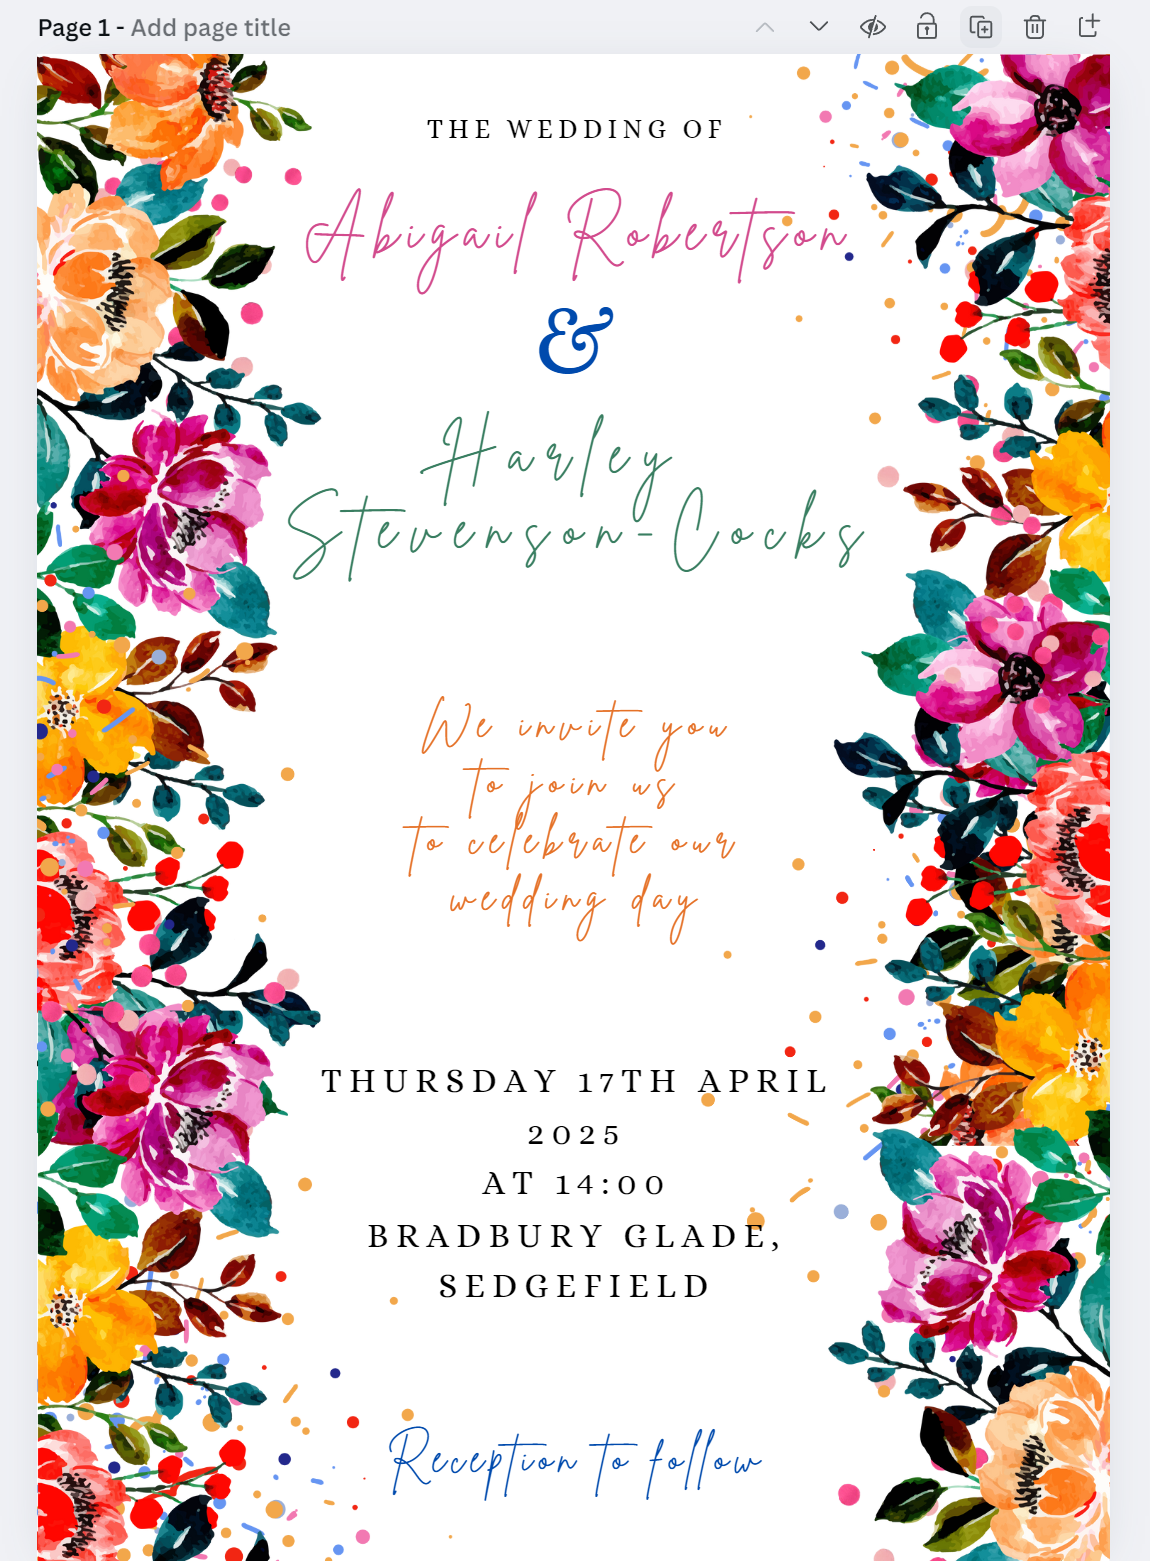 Page 1 - Add page title
THE WEDDING OF
Abigail Robertson
&
Harley
Stevenson-Cocks
We invite you
to join us
to celebrate our
wedding day
THURSDAY 17TH APRIL
2025
AT 14:00
BRADBURY GLADE,
SEDGEFIELD
Reception to follow